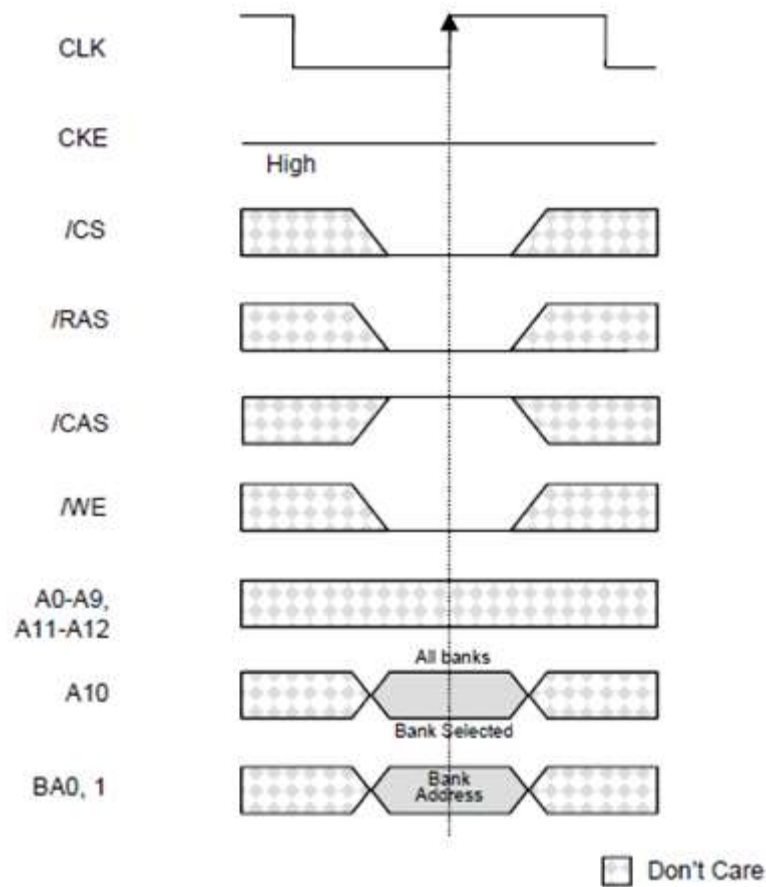 CLK
CKE
High
/CS
/RAS
/CAS
/WE
A0-A9,
A11-A12
All banks
A10
Bank Selected
BA0, 1
Bank
Address
Don't Care